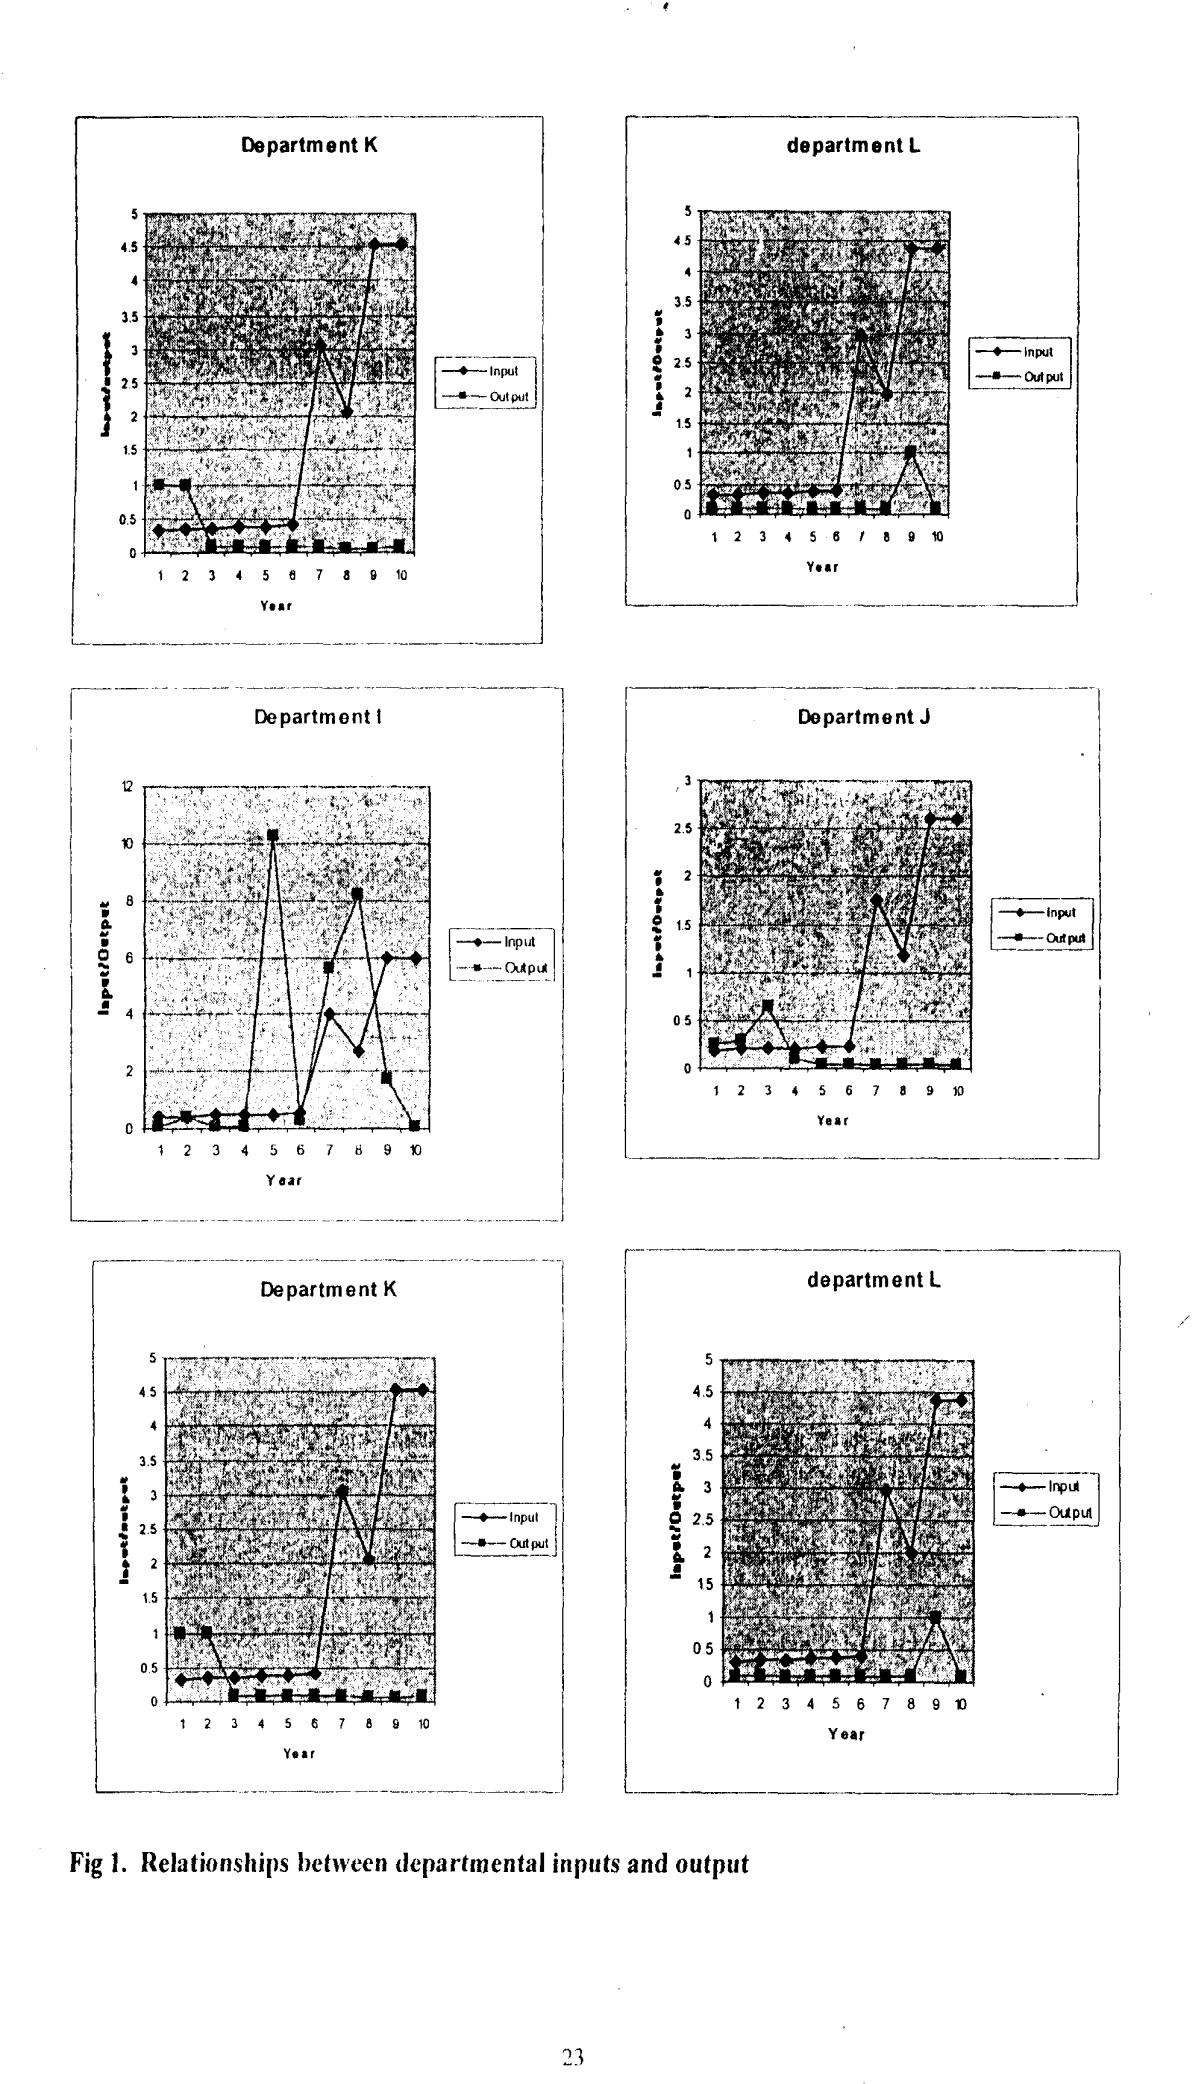 Department K
5
4.5
4
3.5
3
2.5
2
1.5
1
0.5
0
Input/output
1 2 3 4 5 6 7 8 9 10
Year
Input
Output
department L
5
4.5
4
3.5
3
2.5
2
1.5
1
0.5
0
Input/Output
1 2 3 4 5 6 7 8 9 10
Year
Input
Output
Department I
12
10
8
6
4
2
0
Input/Output
1 2 3 4 5 6 7 8 9 10
Year
Input
Output
Department J
3
2.5
2
1.5
1
0.5
0
Input/Output
1 2 3 4 5 6 7 8 9 10
Year
Input
Output
Department K
5
4.5
4
3.5
3
2.5
2
1.5
1
0.5
0
Input/output
1 2 3 4 5 6 7 8 9 10
Year
Input
Output
department L
5
4.5
4
3.5
3
2.5
2
1.5
1
0.5
0
Input/Output
1 2 3 4 5 6 7 8 9 10
Year
Input
Output
Fig 1. Relationships between departmental inputs and output
23